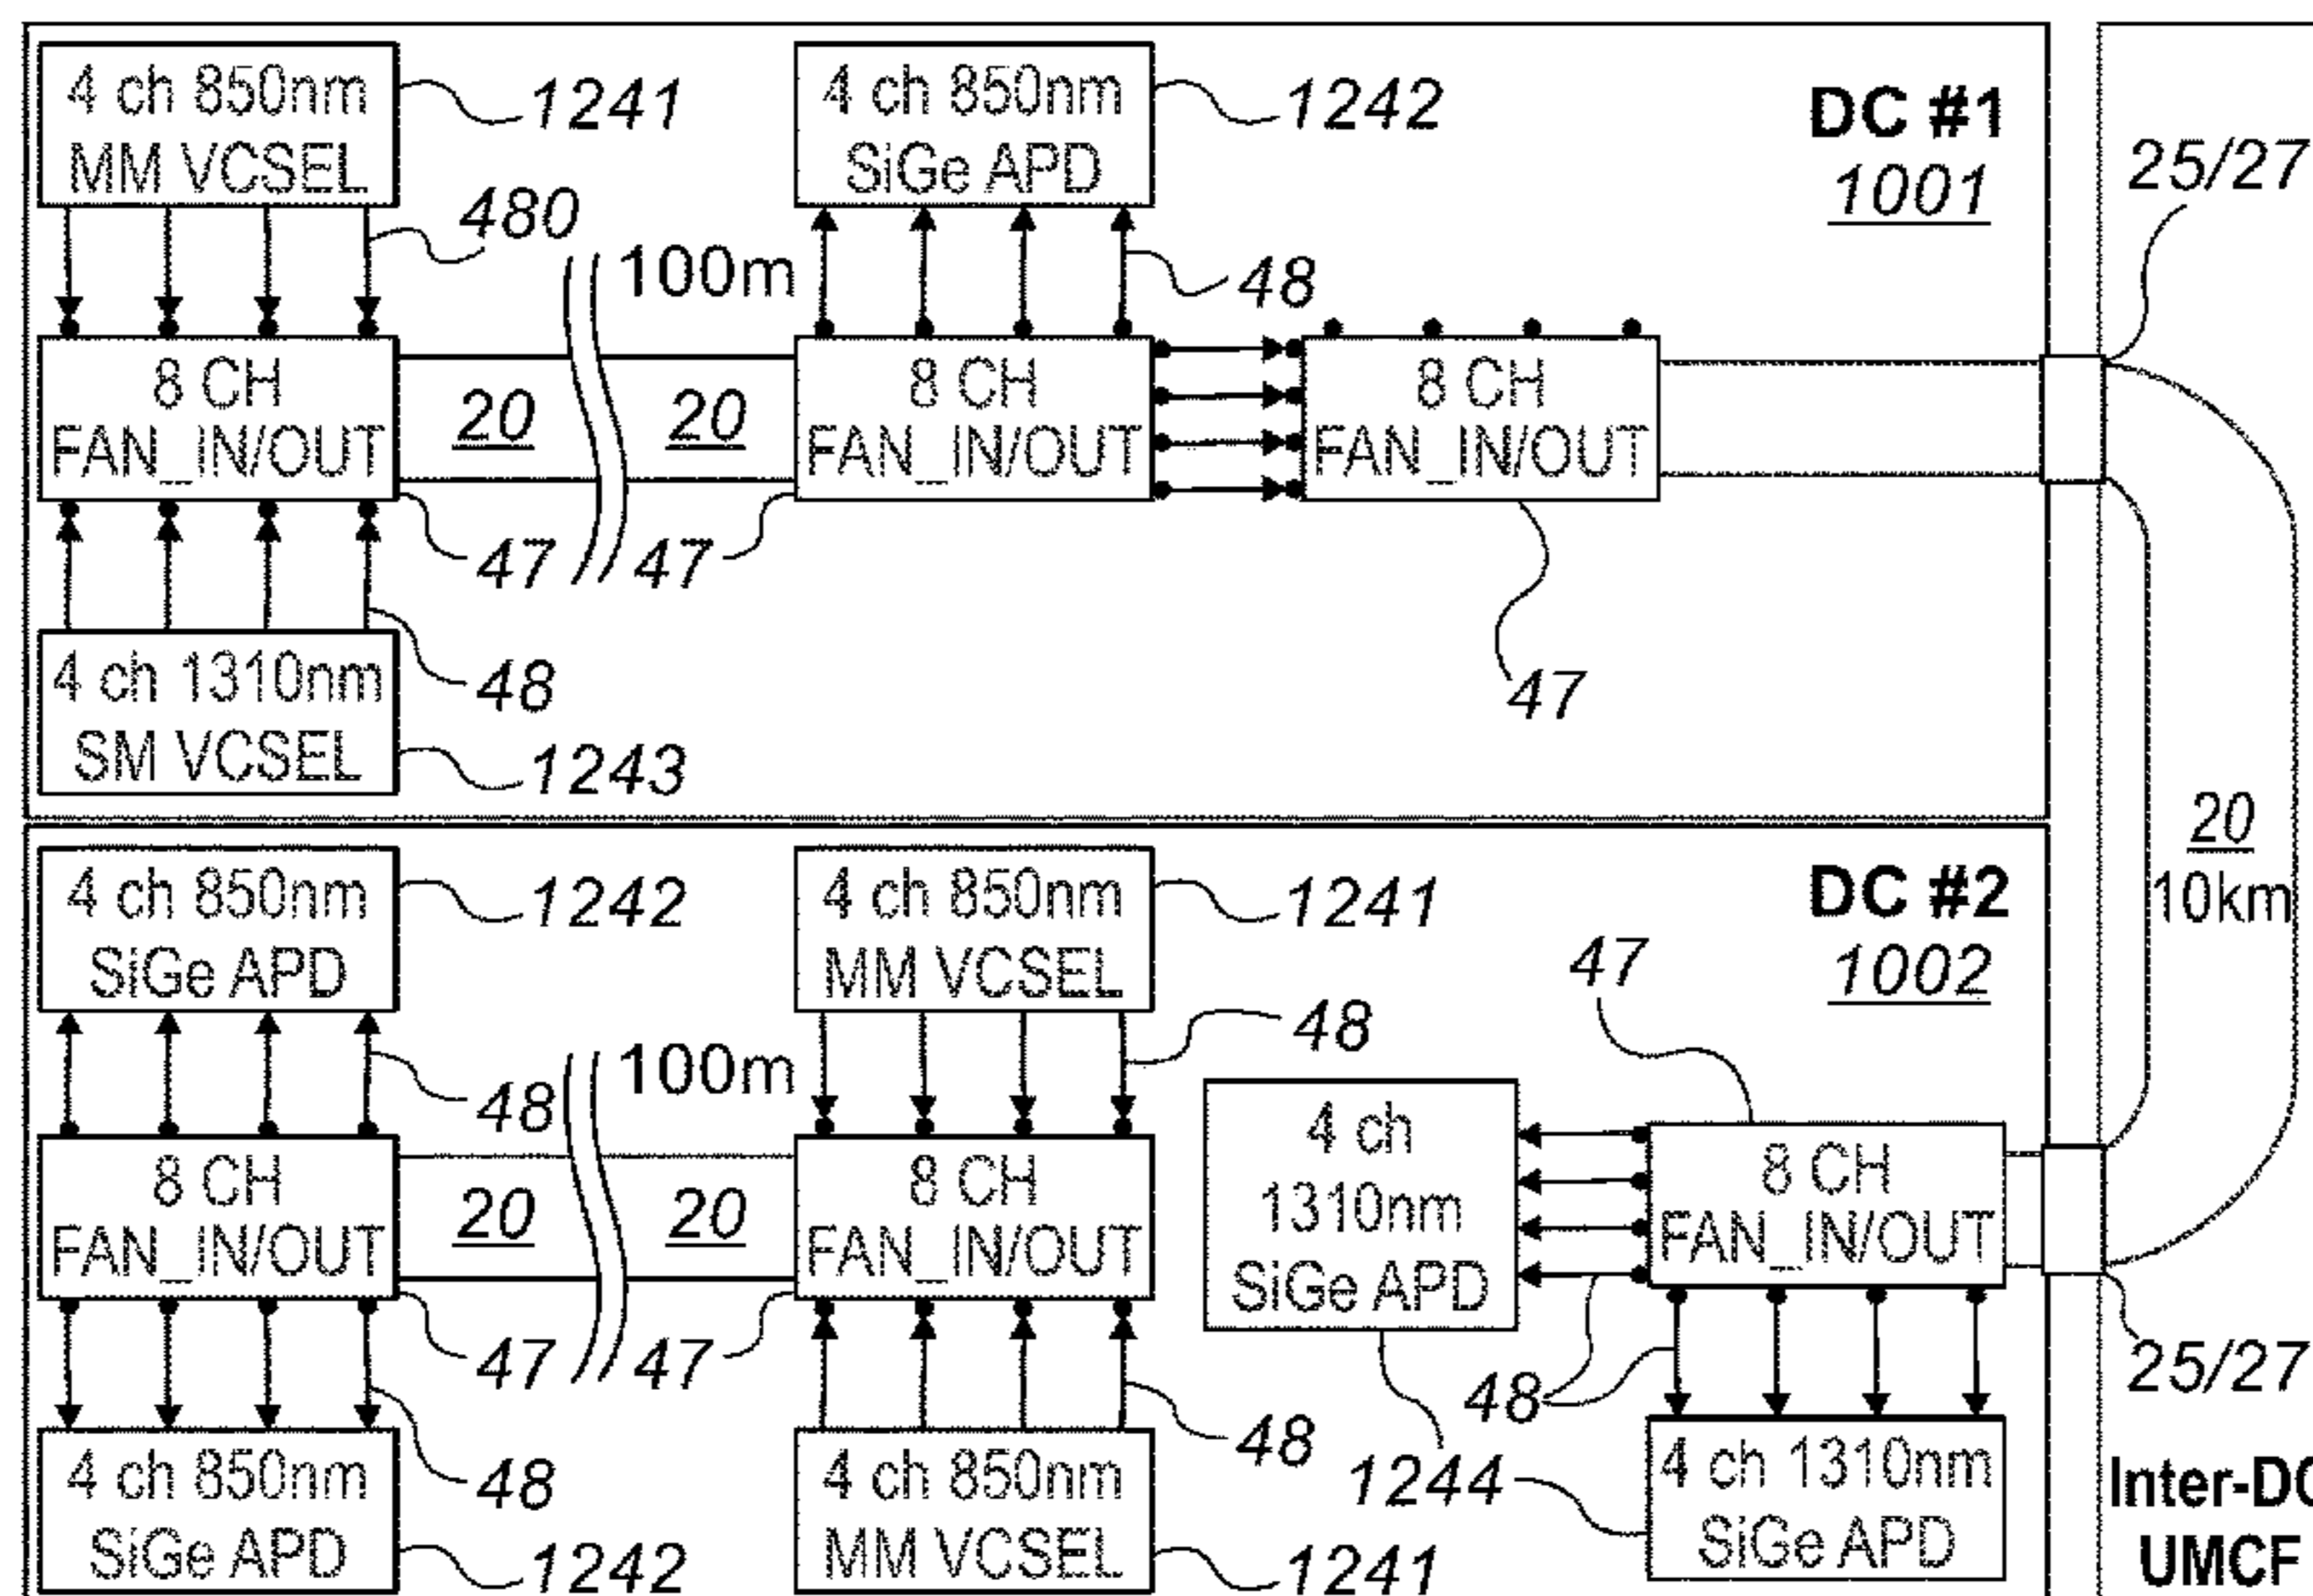 4 ch 850nm
MM VCSEL
1241
4 ch 850nm
SiGe APD
1242
DC #1
1001
25/27
480
100m
48
8 CH
FAN_IN/OUT
20
20
8 CH
FAN_IN/OUT
8 CH
FAN_IN/OUT
47
47
47
48
4 ch 1310nm
SM VCSEL
1243
20
10km
4 ch 850nm
SiGe APD
1242
4 ch 850nm
MM VCSEL
1241
DC #2
1002
47
48
100m
48
8 CH
FAN_IN/OUT
20
20
8 CH
FAN_IN/OUT
4 ch
1310nm
SiGe APD
8 CH
FAN_IN/OUT
47
47
48
48
48
25/27
4 ch 850nm
SiGe APD
1242
4 ch 850nm
MM VCSEL
1241
1244
4 ch 1310nm
SiGe APD
Inter-DC
UMCF